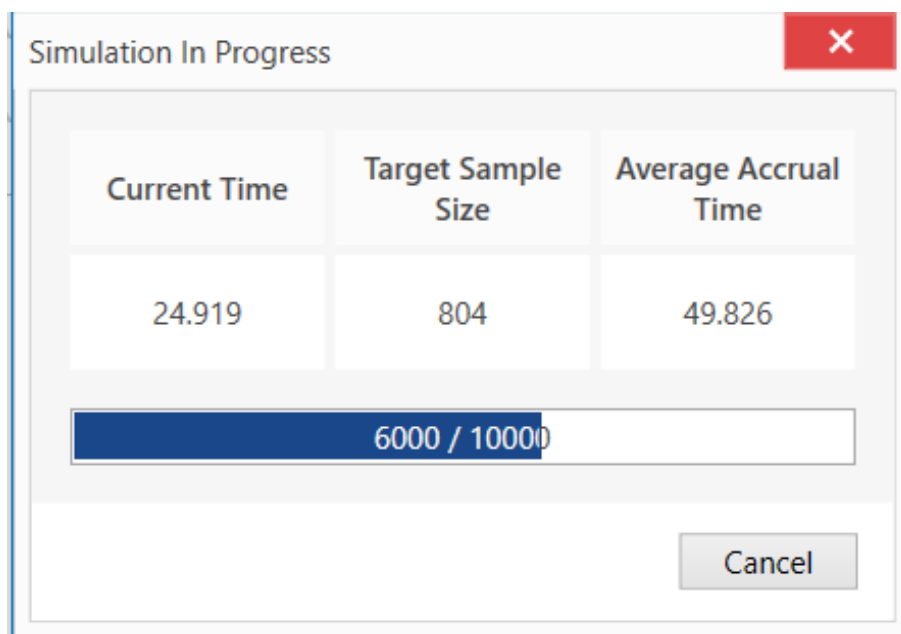 Simulation In Progress
Current Time
Target Sample
Size
Average Accrual
Time
24.919
804
49.826
6000 / 10000
Cancel